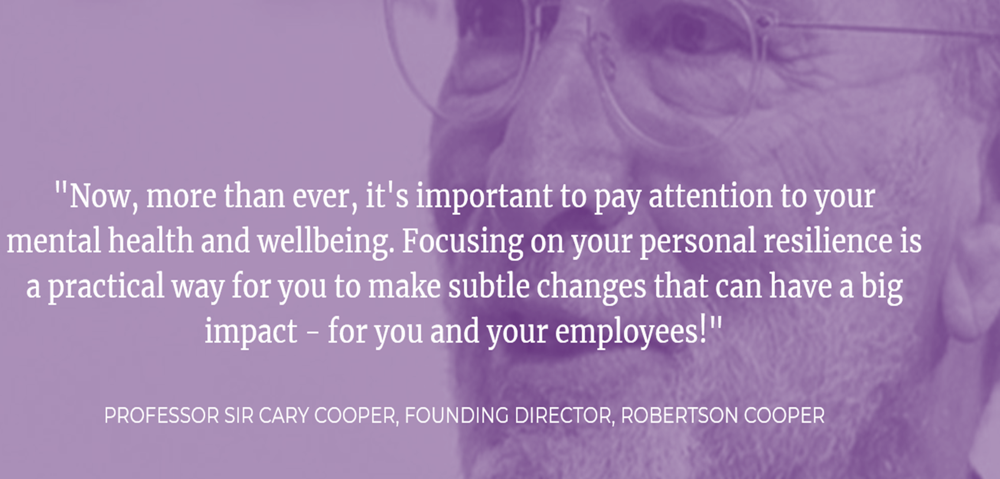 "Now, more than ever, it's important to pay attention to your
mental health and wellbeing. Focusing on your personal resilience is
a practical way for you to make subtle changes that can have a big
impact - for you and your employees!"
PROFESSOR SIR CARY COOPER, FOUNDING DIRECTOR, ROBERTSON COOPER